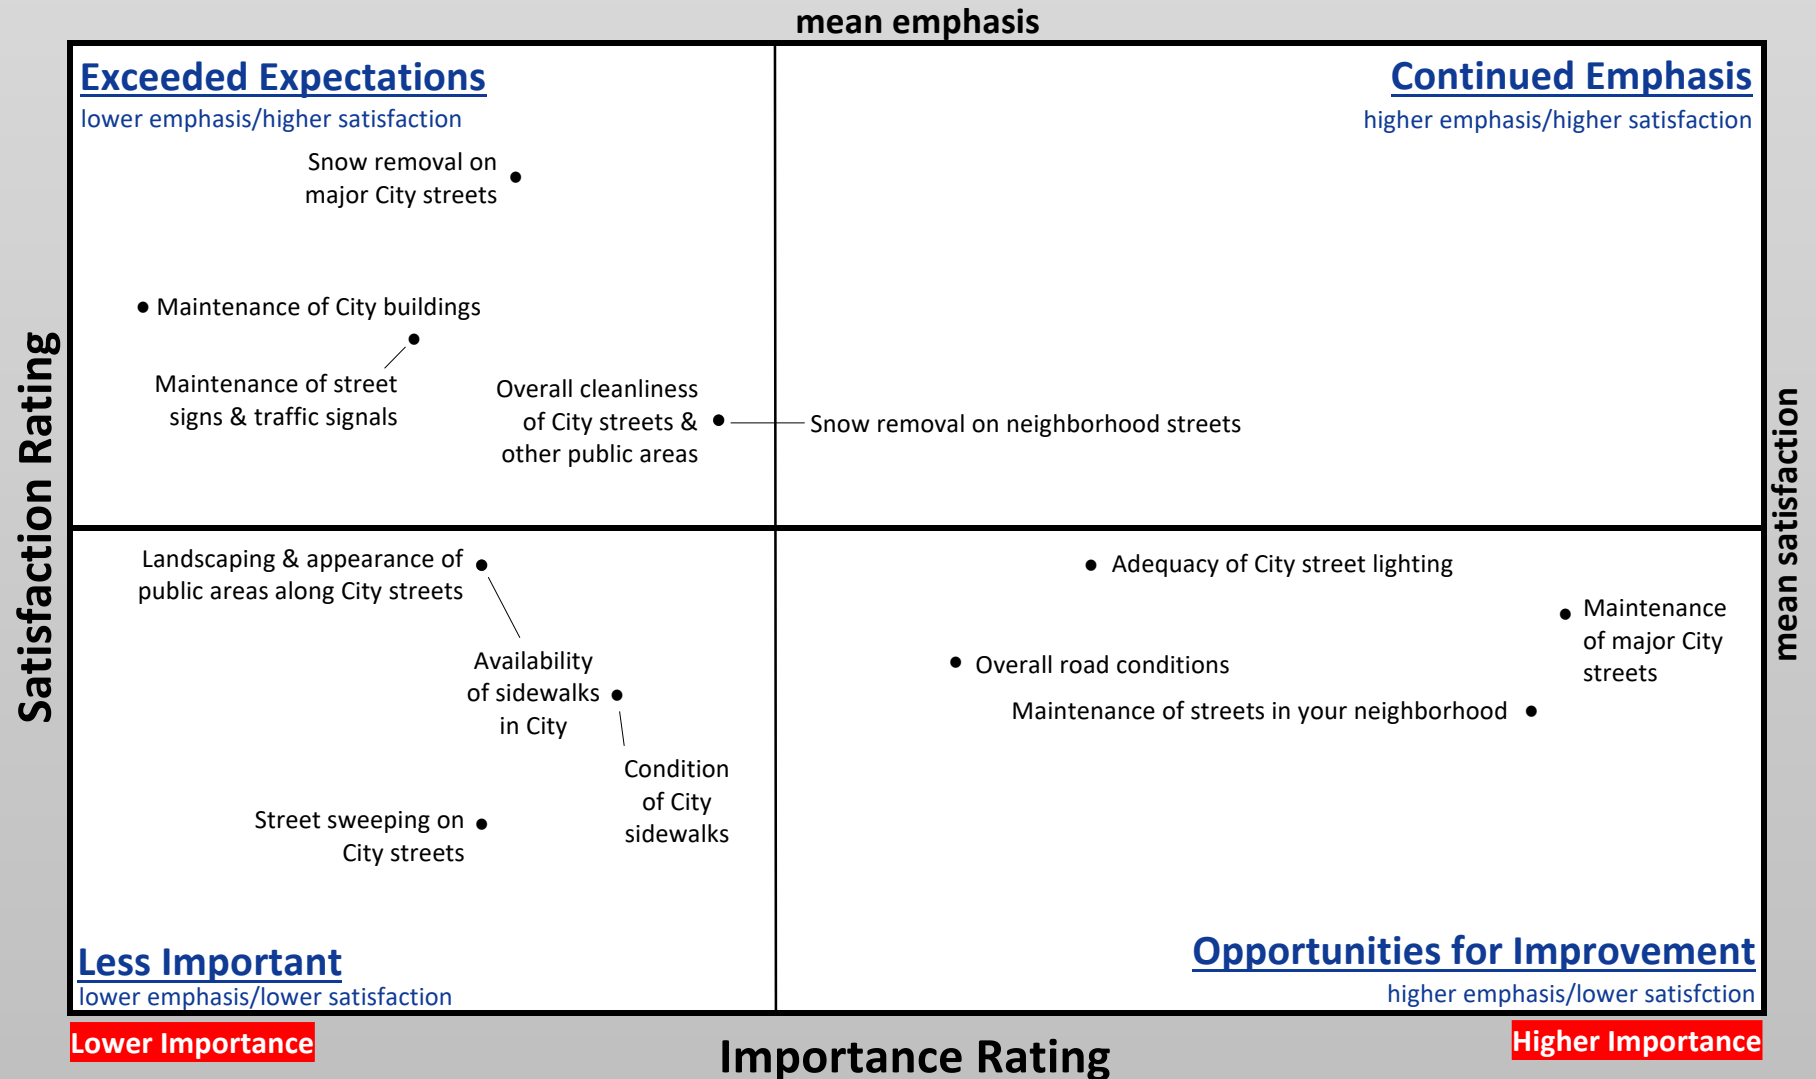 mean emphasis
Exceeded Expectations
lower emphasis/higher satisfaction
Continued Emphasis
higher emphasis/higher satisfaction
Snow removal on
major City streets
Maintenance of City buildings
Maintenance of street
signs & traffic signals
Overall cleanliness
of City streets &
other public areas
Snow removal on neighborhood streets
Satisfaction Rating
mean satisfaction
Landscaping & appearance of
public areas along City streets
Adequacy of City street lighting
Maintenance
of major City
streets
Availability
of sidewalks
in City
Overall road conditions
Maintenance of streets in your neighborhood
Condition
of City
sidewalks
Street sweeping on
City streets
Less Important
lower emphasis/lower satisfaction
Opportunities for Improvement
higher emphasis/lower satisfction
Lower Importance
Importance Rating
Higher Importance